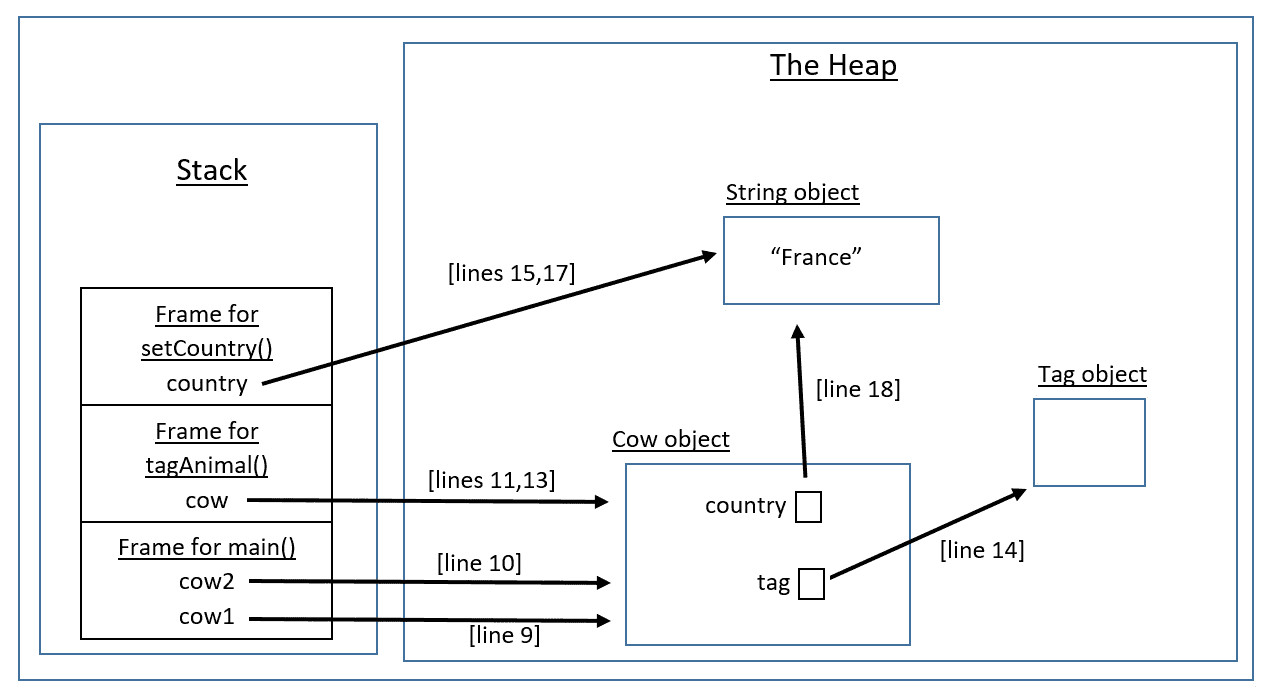 The Heap
Stack
String object
“France”
[lines 15,17]
Frame for
setCountry()
country
Tag object
[line 18]
Frame for
tagAnimal()
cow
Cow object
[lines 11,13]
country
[line 14]
Frame for main()
cow2
cow1
[line 10]
tag
[line 9]